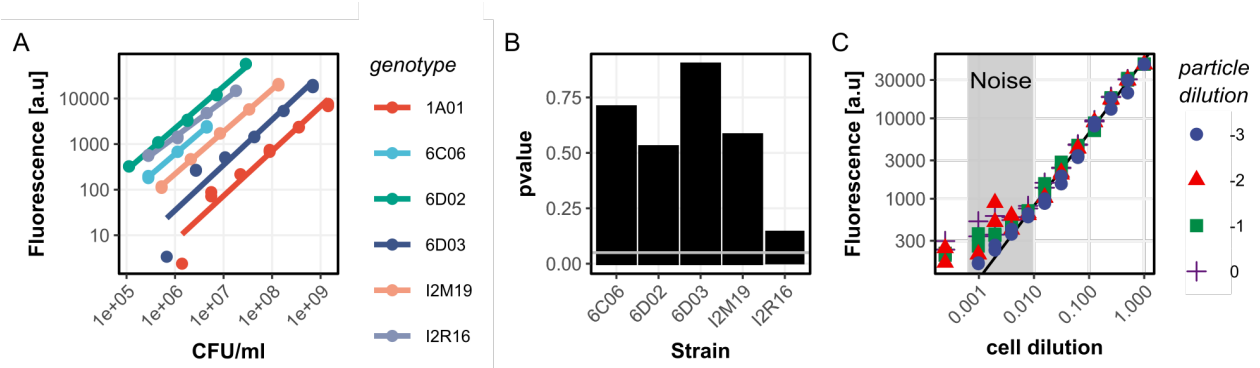 A
Fluorescence [a.u]
10000
1000
100
10
1e+05
1e+06
1e+07
1e+08
1e+09
CFU/ml
genotype
1A01
6C06
6D02
6D03
I2M19
I2R16
B
pvalue
0.75
0.50
0.25
0.00
6C06
6D02
6D03
I2M19
I2R16
Strain
C
Fluorescence [a.u]
30000
10000
3000
1000
300
Noise
0.001
0.010
0.100
1.000
cell dilution
particle
dilution
-3
-2
-1
0